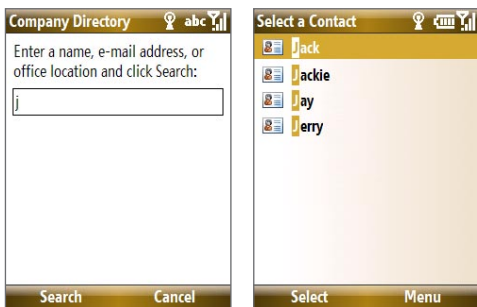 Company Directory abc
Enter a name, e-mail address, or
office location and click Search:
j
Search Cancel
Select a Contact
Jack
Jackie
Jay
Jerry
Select Menu